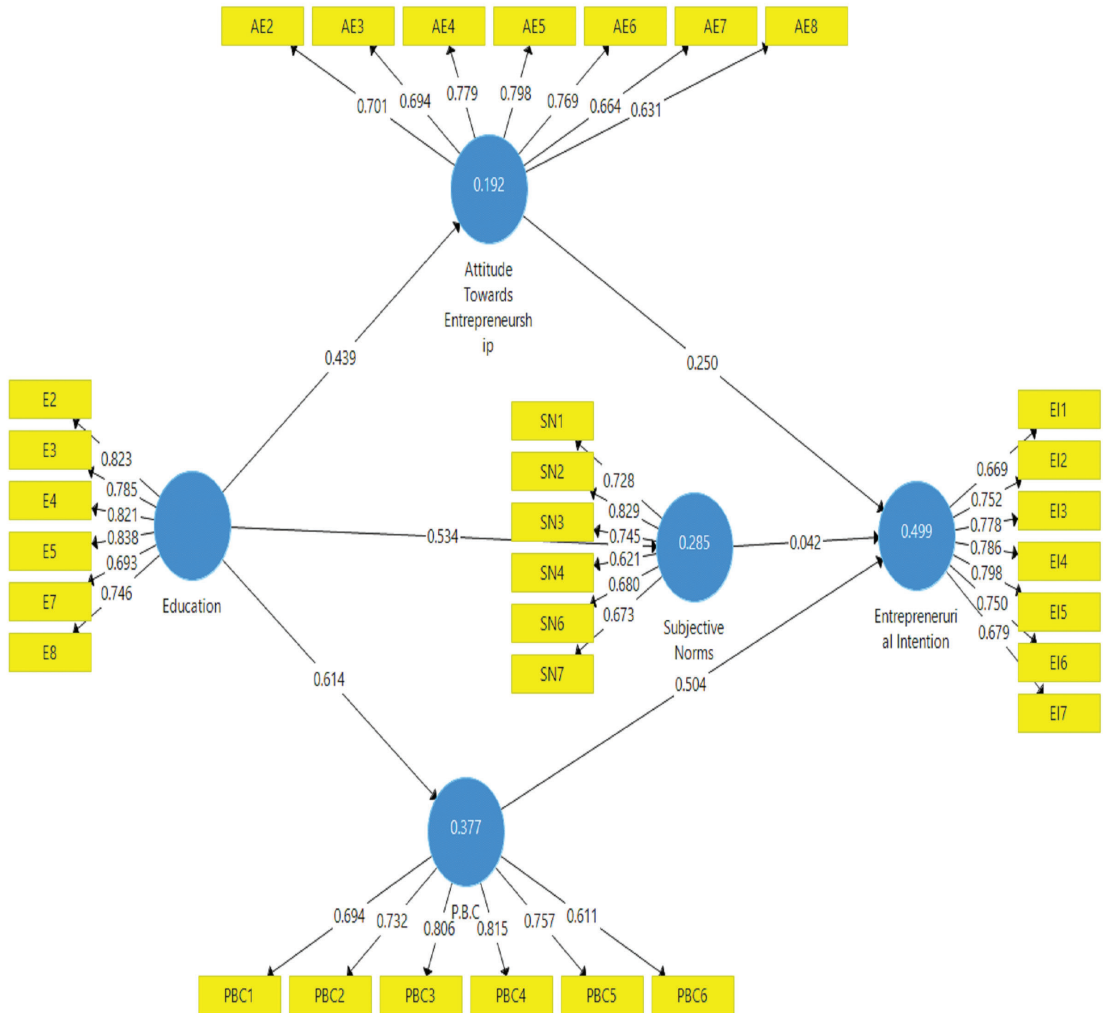 AE2 AE3 AE4 AE5 AE6 AE7 AE8
0.701 0.694 0.779 0.798 0.769 0.664 0.631
0.192
Attitude
Towards
Entrepreneursh
ip
0.439
0.250
E2
E3
E4
E5
E7
E8
0.823
0.785
0.821
0.838
0.693
0.746
Education
0.534
SN1
SN2
SN3
SN4
SN6
SN7
0.728
0.829
0.745
0.621
0.680
0.673
0.285
Subjective
Norms
0.042
0.499
Entrepreneuri
al Intention
0.669
0.752
0.778
0.786
0.798
0.750
0.679
EI1
EI2
EI3
EI4
EI5
EI6
EI7
0.614
0.504
0.377
P.B.C
0.694 0.732 0.806 0.815 0.757 0.611
PBC1 PBC2 PBC3 PBC4 PBC5 PBC6